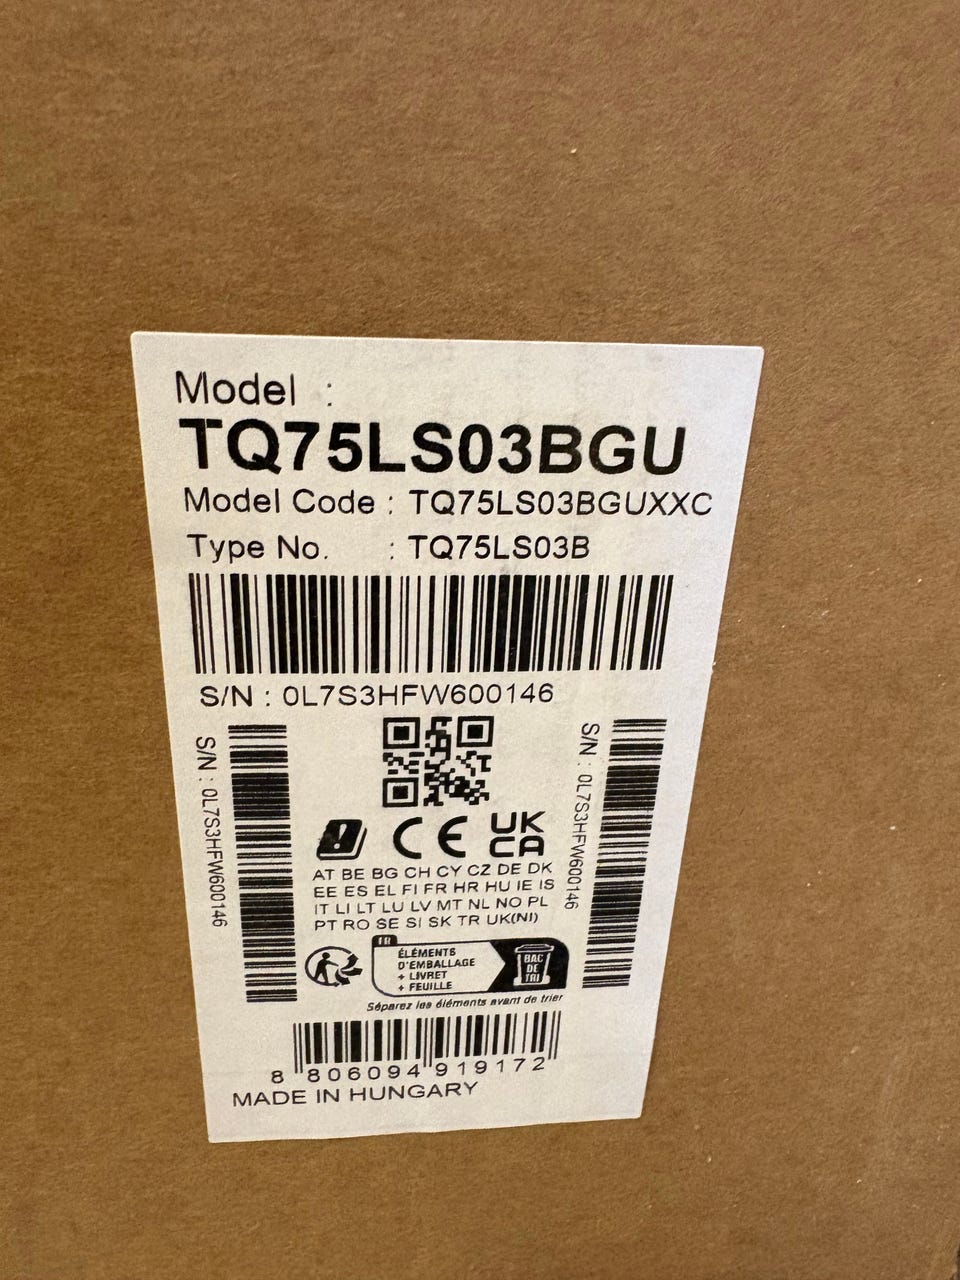 Model :
TQ75LS03BGU
Model Code : TQ75LS03BGUXXC
Type No. : TQ75LS03B
S/N : 0L7S3HFW600146
S/N : 0L7S3HFW600146
S/N : 0L7S3HFW600146
CE UK
CA
AT BE BG CH CY CZ DE DK
EE ES EL FI FR HR HU IE IS
IT LI LT LU LV MT NL NO PL
PT RO SE SI SK TR UK(NI)
FR
ÉLÉMENTS
D'EMBALLAGE
+ LIVRET
+ FEUILLE
BAC
DE
TRI
Séparez les éléments avant de trier
8 806094 919172
MADE IN HUNGARY